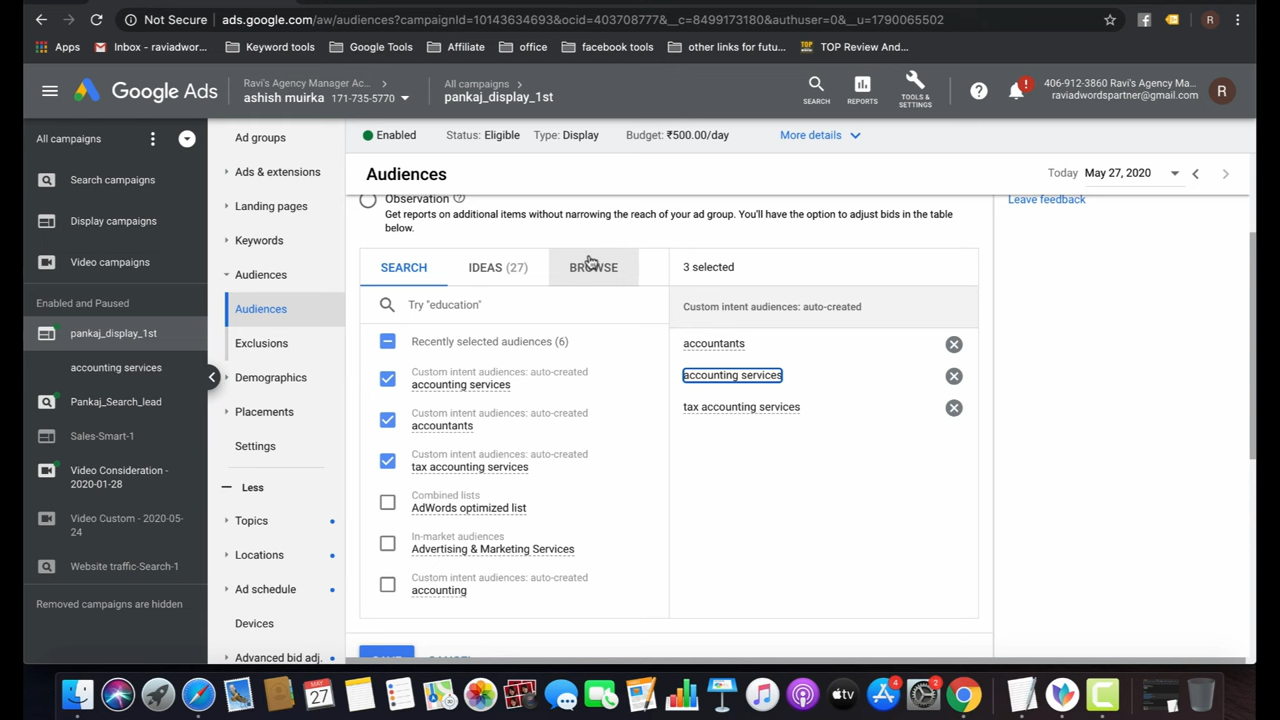 Not Secure
ads.google.com/aw/audiences?campaignId=10143634693&ocid=403708777&__c=8499173180&authuser=0&__u=1790065502
R
Apps
Inbox - raviadwor...
Keyword tools
Google Tools
Affiliate
office
facebook tools
other links for futu...
TOP Review And...
Google Ads
Ravi's Agency Manager Ac...
ashish muirka 171-735-5770
All campaigns
pankaj_display_1st
SEARCH
REPORTS
TOOLS &
SETTINGS
406-912-3860 Ravi's Agency Ma...
raviadwordspartner@gmail.com
R
All campaigns
Search campaigns
Display campaigns
Video campaigns
Enabled and Paused
pankaj_display_1st
accounting services
Pankaj_Search_lead
Sales-Smart-1
Video Consideration -
2020-01-28
Video Custom - 2020-05-
24
Website traffic-Search-1
Removed campaigns are hidden
Ad groups
Ads & extensions
Landing pages
Keywords
Audiences
Audiences
Exclusions
Demographics
Placements
Settings
Less
Topics
Locations
Ad schedule
Devices
Advanced bid adj.
Enabled Status: Eligible Type: Display Budget: ₹500.00/day More details
Audiences
Today May 27, 2020
Observation
Get reports on additional items without narrowing the reach of your ad group. You'll have the option to adjust bids in the table
below.
Leave feedback
SEARCH IDEAS (27) BROWSE
3 selected
Try "education"
Custom intent audiences: auto-created
accountants
accounting services
tax accounting services
Recently selected audiences (6)
Custom intent audiences: auto-created
accounting services
Custom intent audiences: auto-created
accountants
Custom intent audiences: auto-created
tax accounting services
Combined lists
AdWords optimized list
In-market audiences
Advertising & Marketing Services
Custom intent audiences: auto-created
accounting
MAY
27
tv
4
2